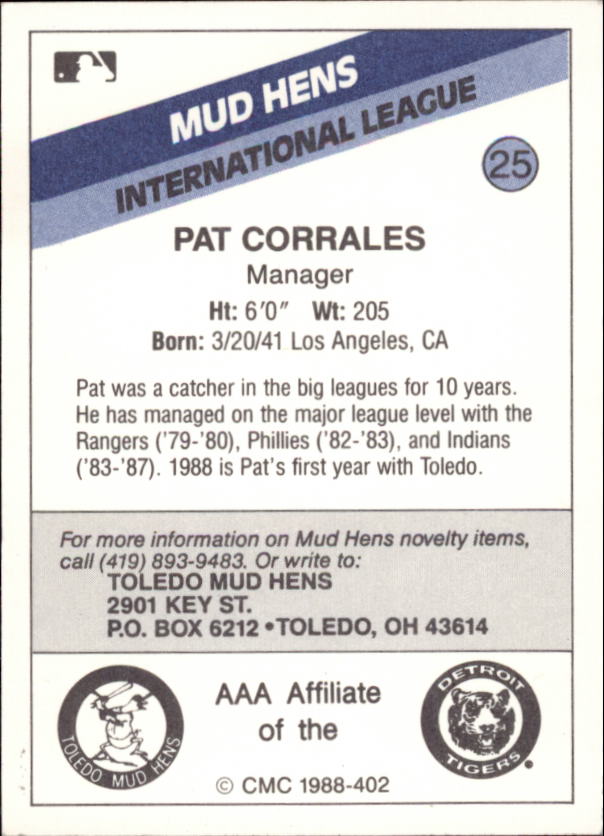 MUD HENS
INTERNATIONAL LEAGUE
25
PAT CORRALES
Manager
Ht: 6'0" Wt: 205
Born: 3/20/41 Los Angeles, CA
Pat was a catcher in the big leagues for 10 years.
He has managed on the major league level with the
Rangers ('79-'80), Phillies ('82-'83), and Indians
('83-'87). 1988 is Pat's first year with Toledo.
For more information on Mud Hens novelty items,
call (419) 893-9483. Or write to:
TOLEDO MUD HENS
2901 KEY ST.
P.O. BOX 6212 • TOLEDO, OH 43614
TOLEDO MUD HENS
AAA Affiliate
of the
DETROIT
TIGERS ®
© CMC 1988-402